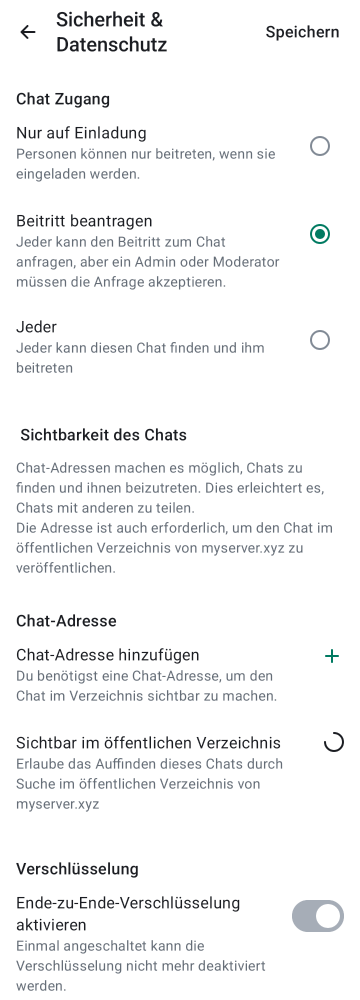 Sicherheit &
Datenschutz
Speichern
Chat Zugang
Nur auf Einladung
Personen können nur beitreten, wenn sie
eingeladen werden.
Beitritt beantragen
Jeder kann den Beitritt zum Chat
anfragen, aber ein Admin oder Moderator
müssen die Anfrage akzeptieren.
Jeder
Jeder kann diesen Chat finden und ihm
beitreten
Sichtbarkeit des Chats
Chat-Adressen machen es möglich, Chats zu
finden und ihnen beizutreten. Dies erleichtert es,
Chats mit anderen zu teilen.
Die Adresse ist auch erforderlich, um den Chat im
öffentlichen Verzeichnis von myserver.xyz zu
veröffentlichen.
Chat-Adresse
Chat-Adresse hinzufügen
Du benötigst eine Chat-Adresse, um den
Chat im Verzeichnis sichtbar zu machen.
Sichtbar im öffentlichen Verzeichnis
Erlaube das Auffinden dieses Chats durch
Suche im öffentlichen Verzeichnis von
myserver.xyz
Verschlüsselung
Ende-zu-Ende-Verschlüsselung
aktivieren
Einmal angeschaltet kann die
Verschlüsselung nicht mehr deaktiviert
werden.